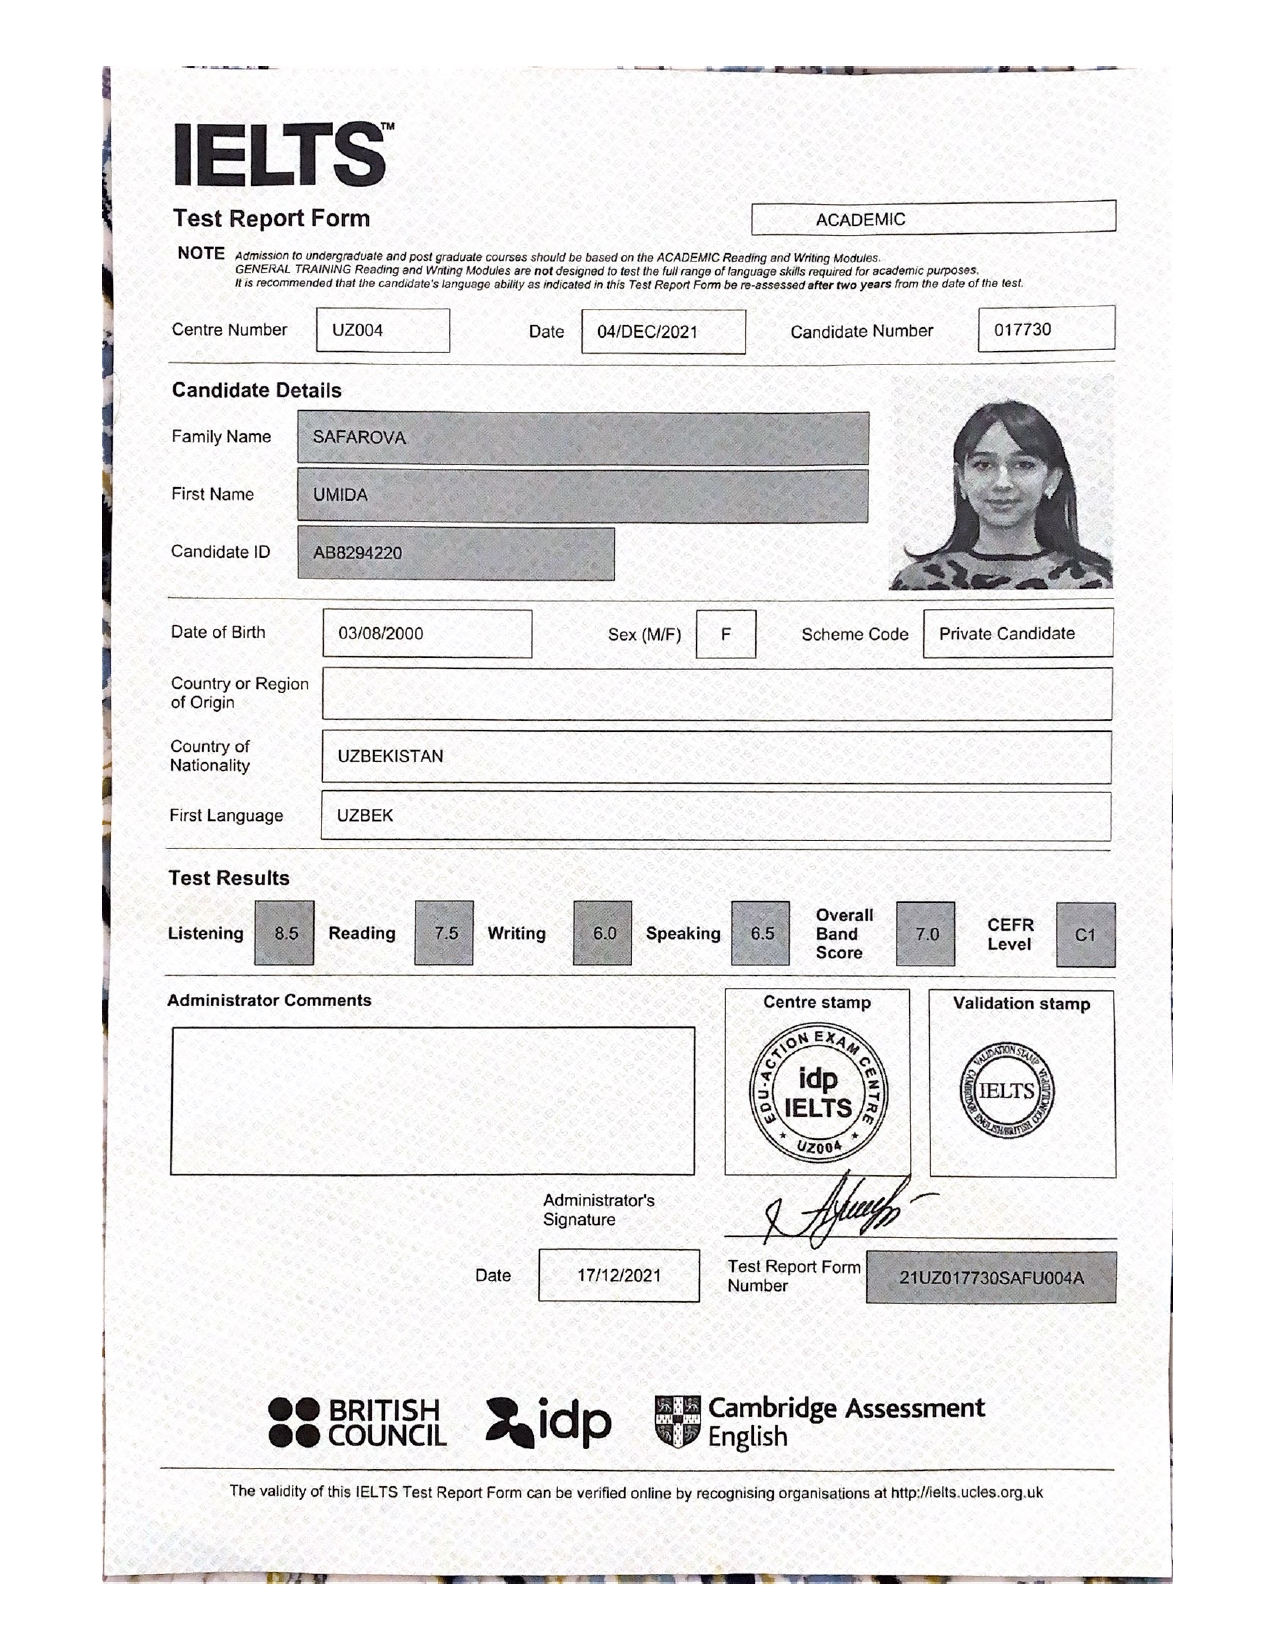 IELTS™
Test Report Form
ACADEMIC
NOTE Admission to undergraduate and post graduate courses should be based on the ACADEMIC Reading and Writing Modules.
GENERAL TRAINING Reading and Writing Modules are not designed to test the full range of language skills required for academic purposes.
It is recommended that the candidate's language ability as indicated in this Test Report Form be re-assessed after two years from the date of the test.
Centre Number UZ004 Date 04/DEC/2021 Candidate Number 017730
Candidate Details
Family Name SAFAROVA
First Name UMIDA
Candidate ID AB8294220
Date of Birth 03/08/2000 Sex (M/F) F Scheme Code Private Candidate
Country or Region
of Origin
Country of
Nationality UZBEKISTAN
First Language UZBEK
Test Results
Listening 8.5 Reading 7.5 Writing 6.0 Speaking 6.5 Overall Band Score 7.0 CEFR Level C1
Administrator Comments
Centre stamp
EDU-ACTION EXAM CENTRE
idp
IELTS
UZ004
Validation stamp
VALIDATION STAMP
IELTS
Administrator's
Signature
Date 17/12/2021
Test Report Form
Number 21UZ017730SAFU004A
BRITISH
COUNCIL
idp
Cambridge Assessment
English
The validity of this IELTS Test Report Form can be verified online by recognising organisations at http://ielts.ucles.org.uk